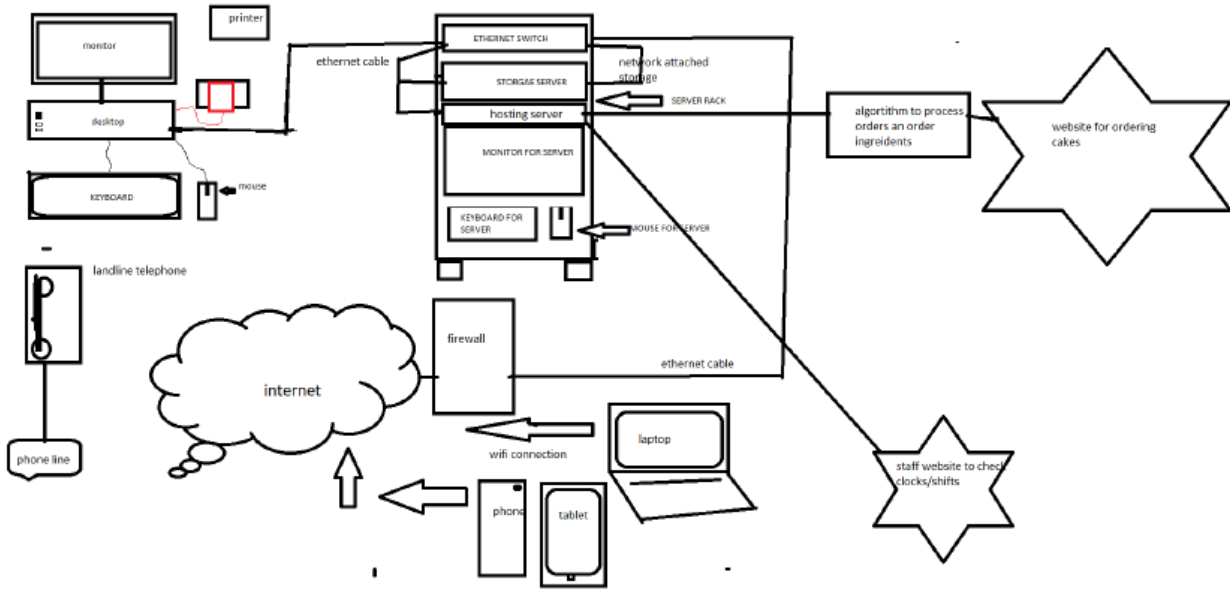 printer
monitor
ETHERNET SWITCH
ethernet cable
network attached
storage
STORGAE SERVER
SERVER RACK
hosting server
desktop
algortithm to process
orders an order
ingreidents
website for ordering
cakes
MONITOR FOR SERVER
KEYBOARD
mouse
KEYBOARD FOR
SERVER
MOUSE FOR SERVER
landline telephone
firewall
ethernet cable
internet
laptop
wifi connection
phone line
staff website to check
clocks/shifts
phone
tablet